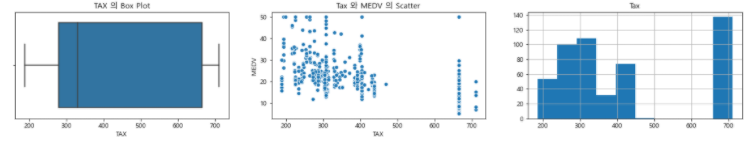 TAX 의 Box Plot
200 300 400 500 600 700
TAX
Tax 와 MEDV 의 Scatter
MEDV
50
40
30
20
10
200 300 400 500 600 700
TAX
Tax
140
120
100
80
60
40
20
0
200 300 400 500 600 700